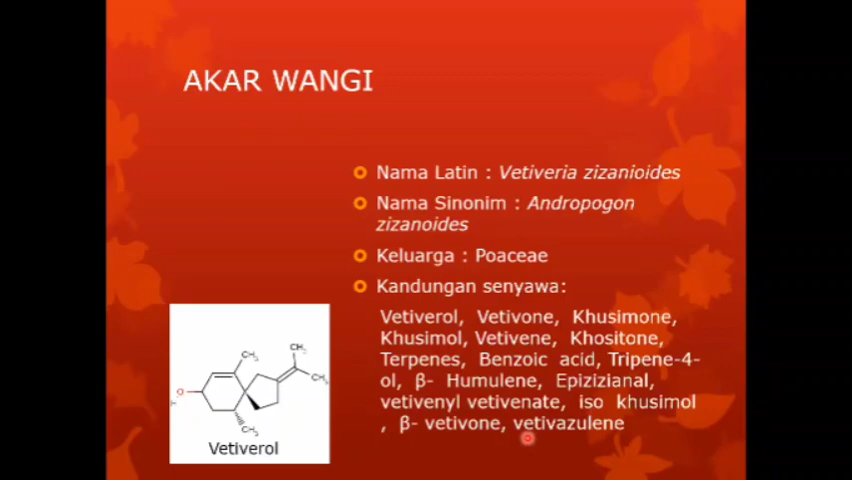 AKAR WANGI
Nama Latin : Vetiveria zizanioides
Nama Sinonim : Andropogon
zizanoides
Keluarga : Poaceae
Kandungan senyawa:
Vetiverol, Vetivone, Khusimone,
Khusimol, Vetivene, Khositone,
Terpenes, Benzoic acid, Tripene-4-
ol, β- Humulene, Epizizianal,
vetivenyl vetivenate, iso khusimol
, β- vetivone, vetivazulene
CH3
CH3
CH3
O
CH3
Vetiverol